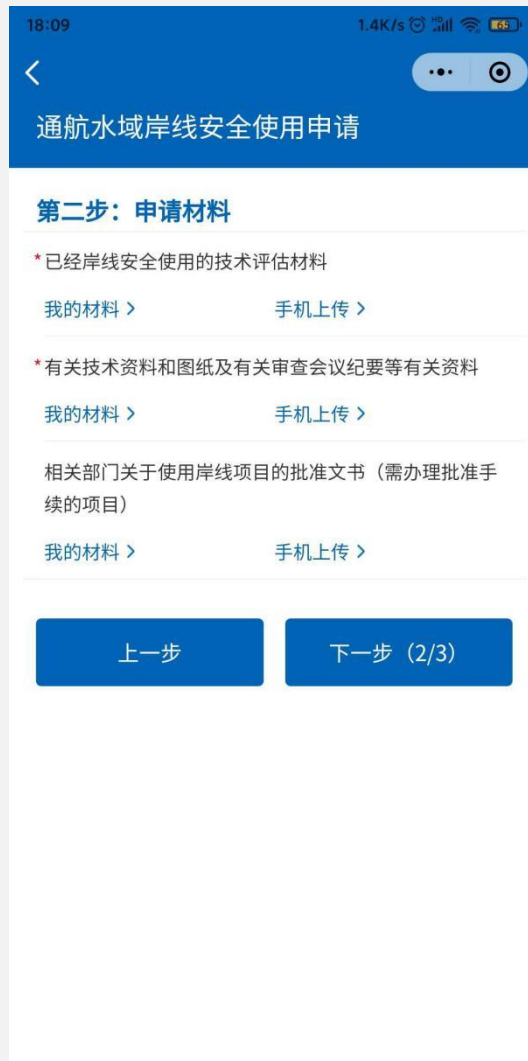 18:09
1.4K/s HD 65
通航水域岸线安全使用申请
第二步：申请材料
*已经岸线安全使用的技术评估材料
我的材料 > 手机上传 >
*有关技术资料和图纸及有关审查会议纪要等有关资料
我的材料 > 手机上传 >
相关部门关于使用岸线项目的批准文书（需办理批准手
续的项目）
我的材料 > 手机上传 >
上一步 下一步（2/3）